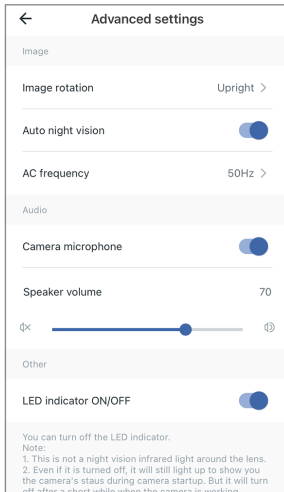 Advanced settings
Image
Image rotation Upright
Auto night vision
AC frequency 50Hz
Audio
Camera microphone
Speaker volume 70
Other
LED indicator ON/OFF
You can turn off the LED indicator.
Note:
1. This is not a night vision infrared light around the lens.
2. Even if it is turned off, it will still light up to show you
the camera's staus during camera startup. But it will turn
off after a short while when the camera is working